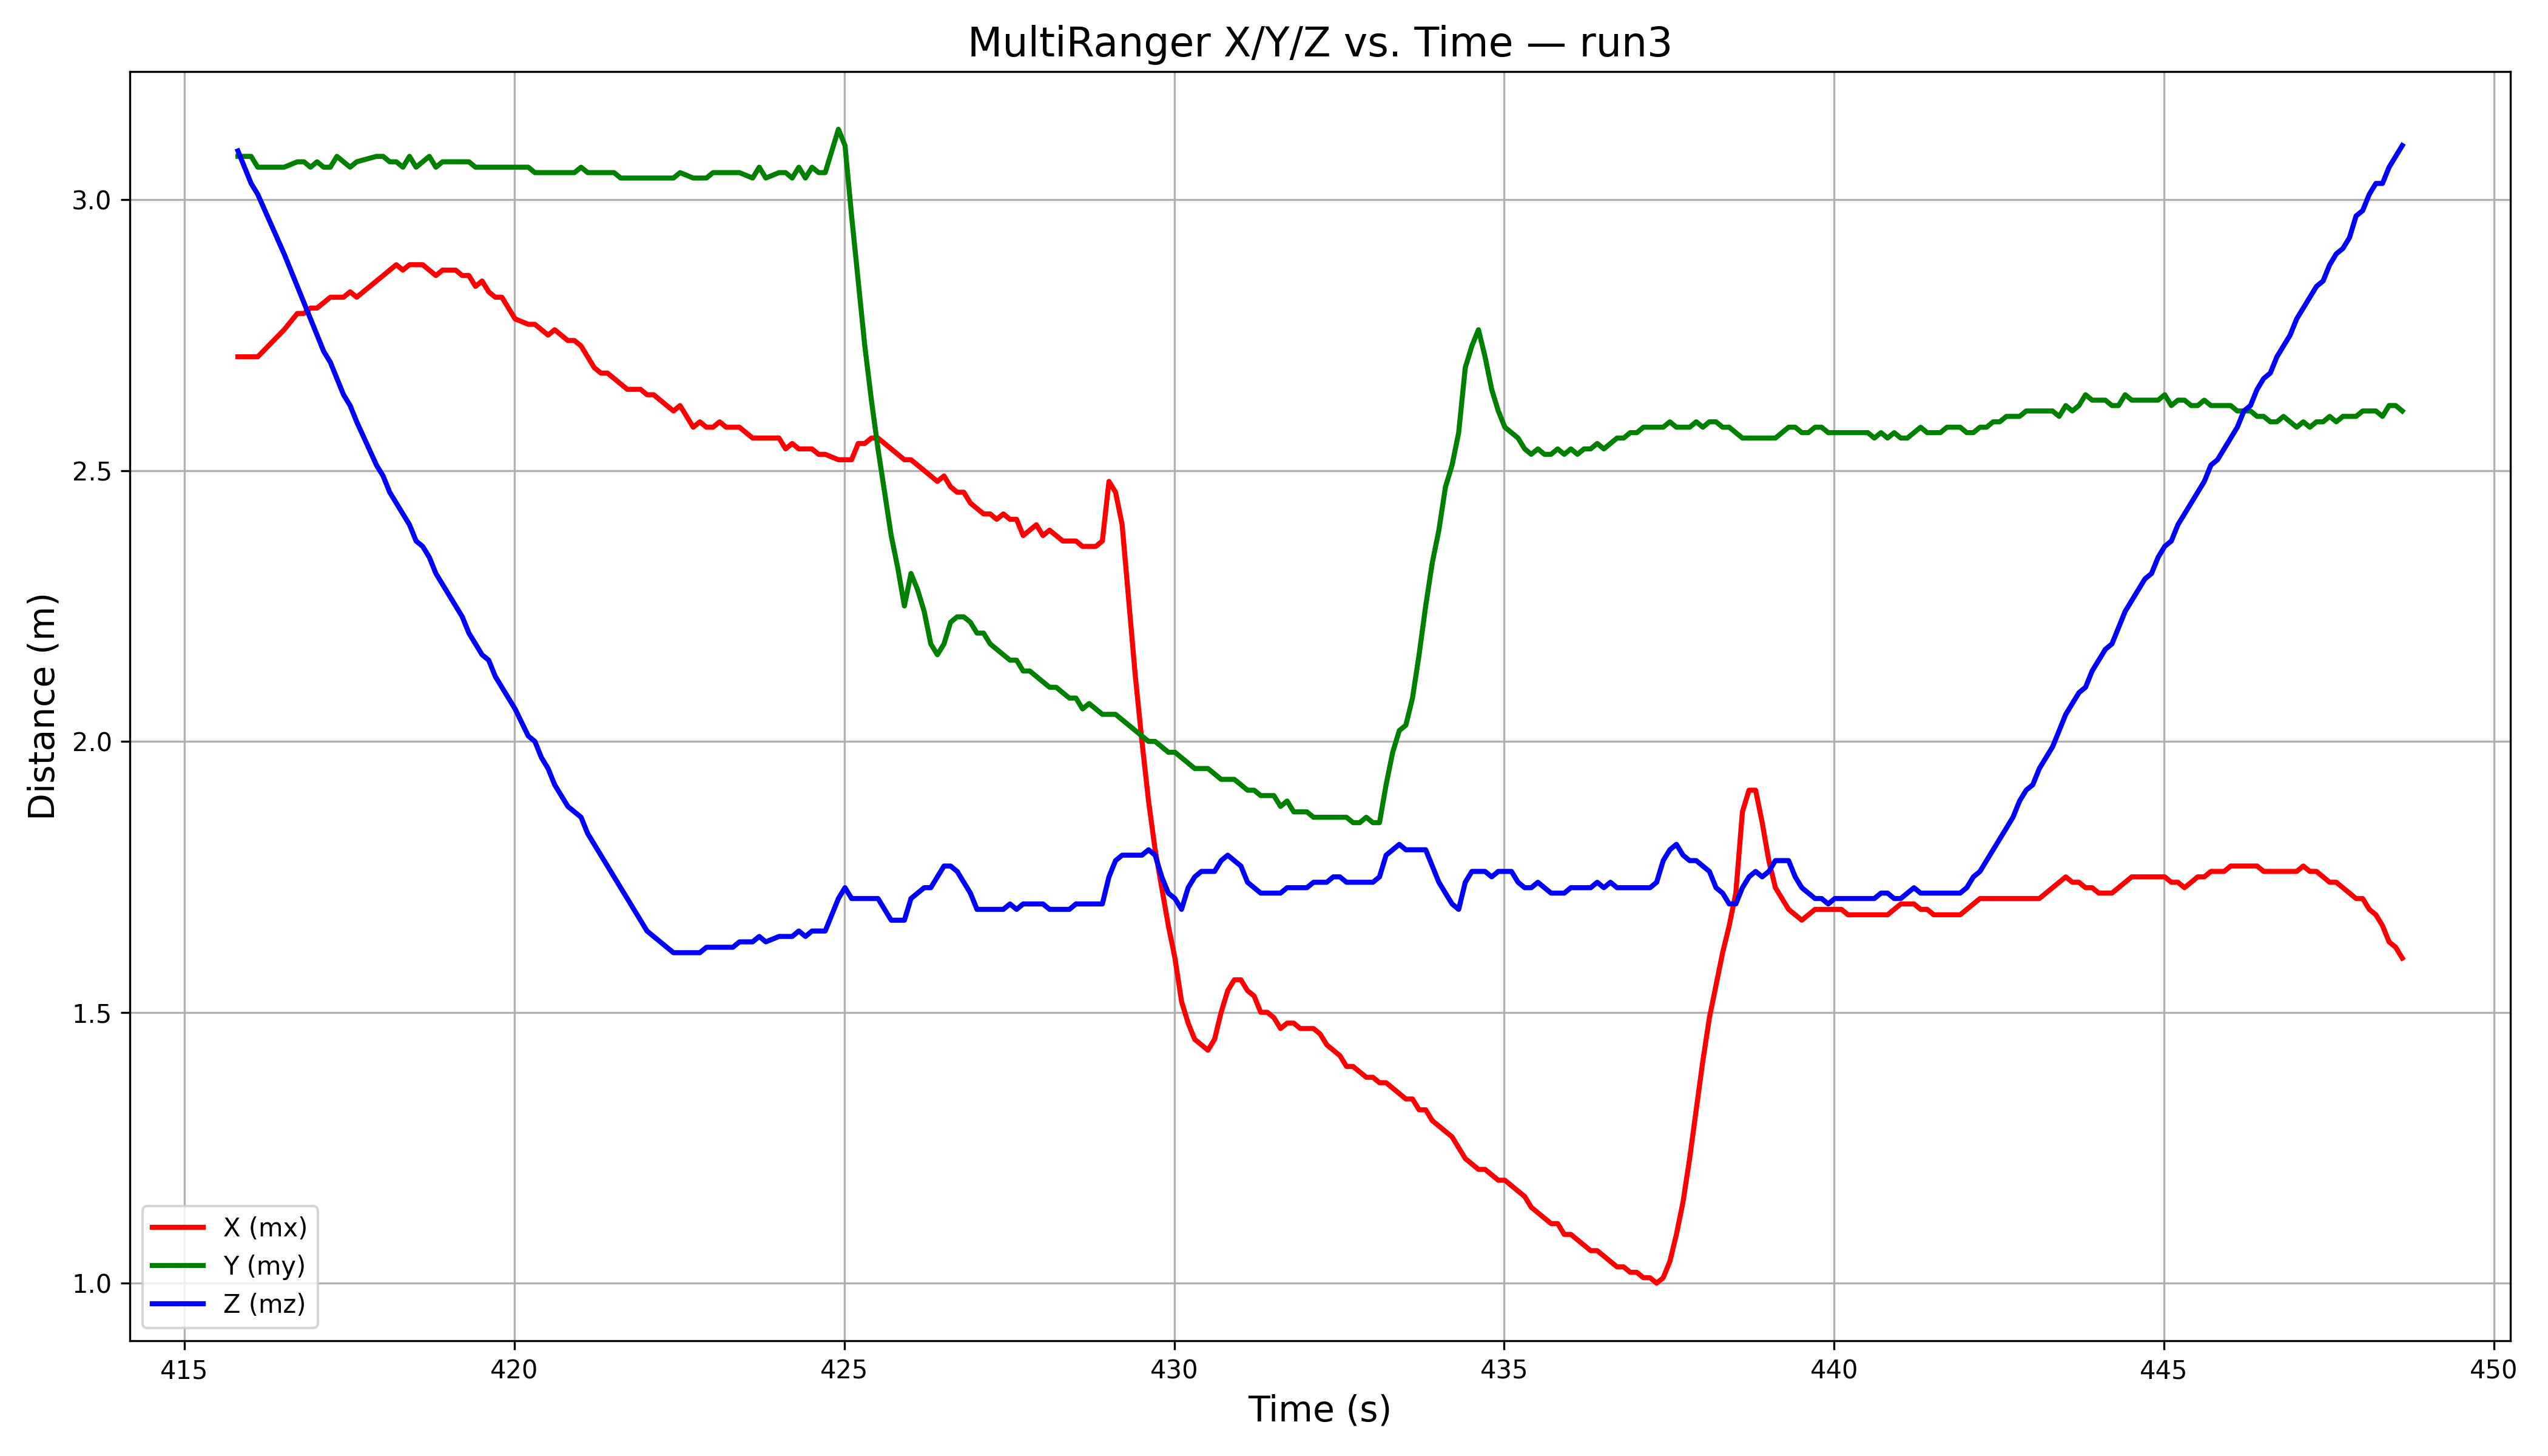 MultiRanger X/Y/Z vs. Time — run3
Distance (m)
3.0
2.5
2.0
1.5
1.0
X (mx)
Y (my)
Z (mz)
415 420 425 430 435 440 445 450
Time (s)